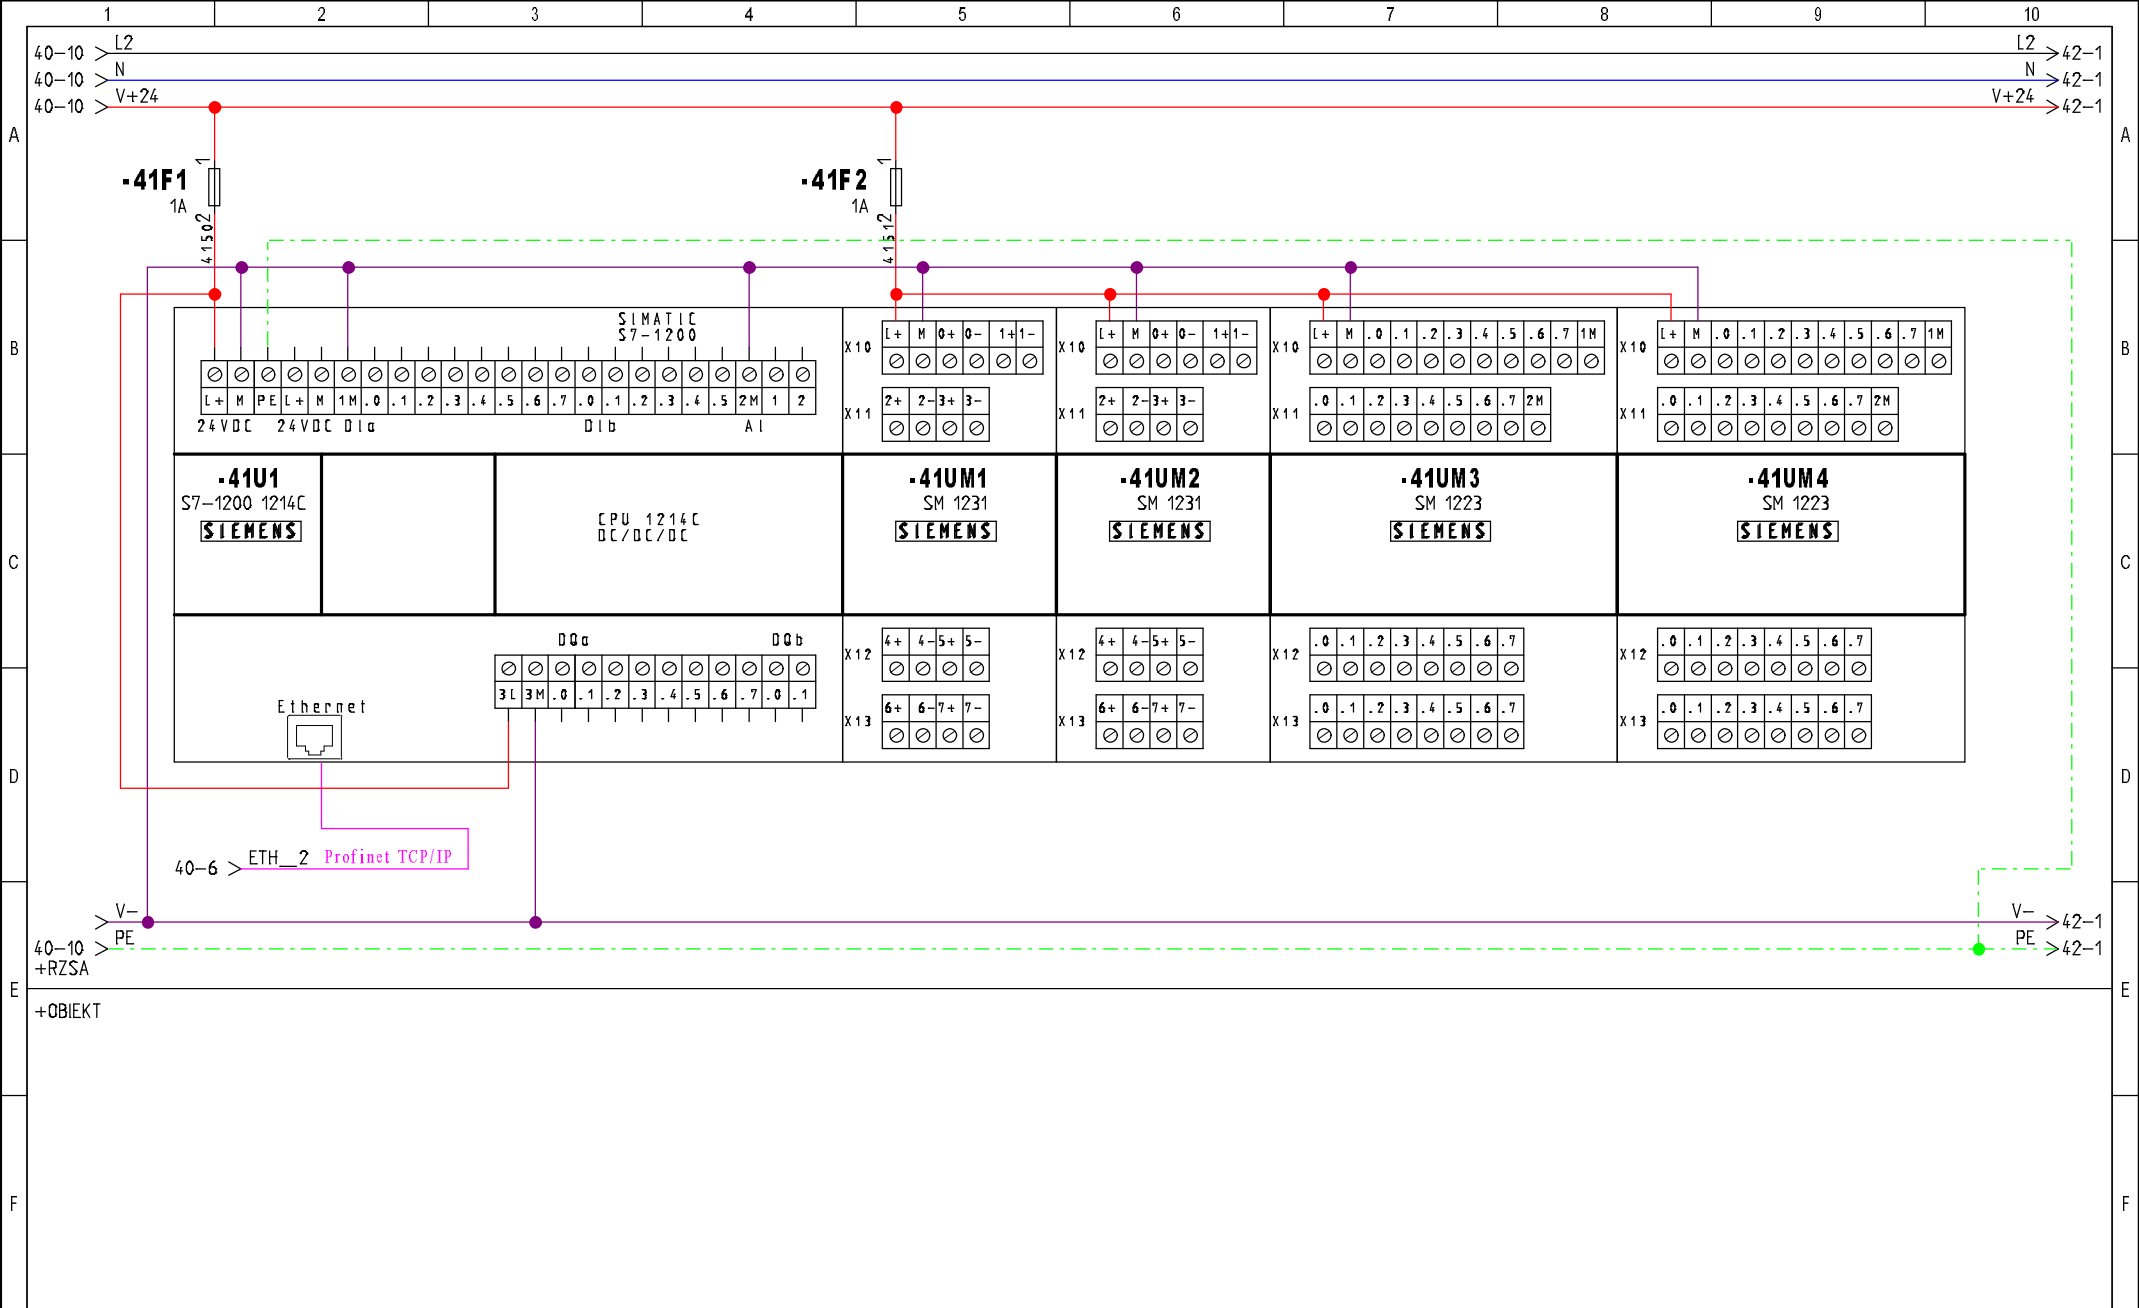 1 2 3 4 5 6 7 8 9 10
40-10 L2 L2 42-1
40-10 N N 42-1
40-10 V+24 V+24 42-1
A A
1 1
-41F1 -41F2
1A 1A
2 2
4150 4151
SIMATIC
S7-1200
B B
X10 L+ M 0+ 0- 1+ 1-
X10 L+ M 0+ 0- 1+ 1-
X10 L+ M .0 .1 .2 .3 .4 .5 .6 .7 1M
X10 L+ M .0 .1 .2 .3 .4 .5 .6 .7 1M
L+ M PE L+ M 1M .0 .1 .2 .3 .4 .5 .6 .7 .0 .1 .2 .3 .4 .5 2M 1 2
24VDC 24VDC DIa DIb AI
X11 2+ 2- 3+ 3-
X11 2+ 2- 3+ 3-
X11 .0 .1 .2 .3 .4 .5 .6 .7 2M
X11 .0 .1 .2 .3 .4 .5 .6 .7 2M
-41U1
S7-1200 1214C
SIEMENS
CPU 1214C
DC/DC/DC
-41UM1
SM 1231
SIEMENS
-41UM2
SM 1231
SIEMENS
-41UM3
SM 1223
SIEMENS
-41UM4
SM 1223
SIEMENS
C C
DQa DQb
3L 3M .0 .1 .2 .3 .4 .5 .6 .7 .0 .1
X12 4+ 4- 5+ 5-
X12 4+ 4- 5+ 5-
X12 .0 .1 .2 .3 .4 .5 .6 .7
X12 .0 .1 .2 .3 .4 .5 .6 .7
Ethernet
X13 6+ 6- 7+ 7-
X13 6+ 6- 7+ 7-
X13 .0 .1 .2 .3 .4 .5 .6 .7
X13 .0 .1 .2 .3 .4 .5 .6 .7
D D
40-6 ETH__2 Profinet TCP/IP
V- V- 42-1
40-10 PE PE 42-1
+RZSA
E E
+OBIEKT
F F